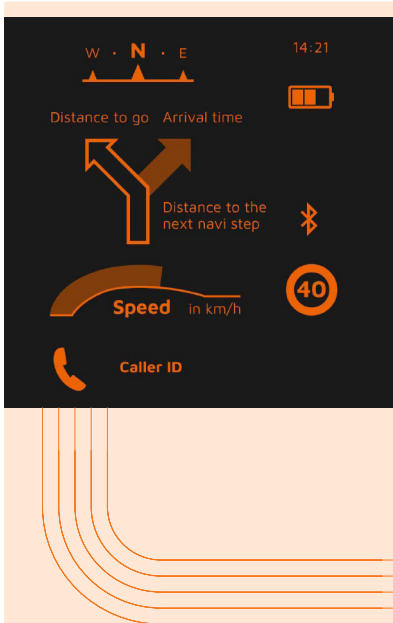 W · N · E
14:21
Distance to go
Arrival time
Distance to the
next navi step
40
Speed in km/h
Caller ID